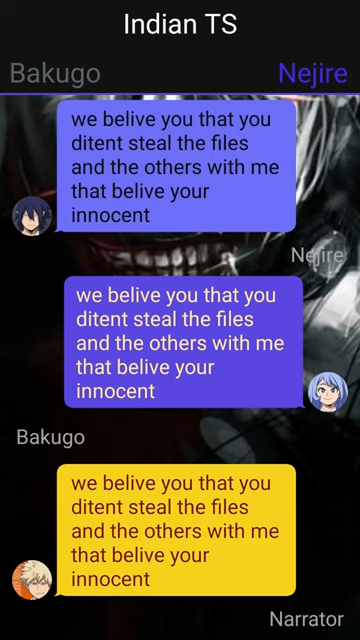 Indian TS
Bakugo Nejire
we belive you that you
ditent steal the files
and the others with me
that belive your
innocent
Nejire
we belive you that you
ditent steal the files
and the others with me
that belive your
innocent
Bakugo
we belive you that you
ditent steal the files
and the others with me
that belive your
innocent
Narrator